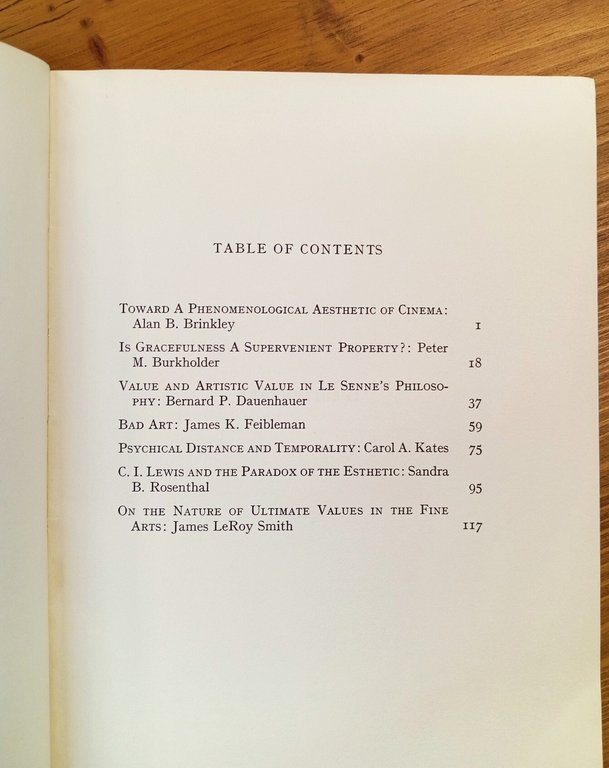 TABLE OF CONTENTS
TOWARD A PHENOMENOLOGICAL AESTHETIC OF CINEMA:
Alan B. Brinkley 1
IS GRACEFULNESS A SUPERVENIENT PROPERTY?: Peter
M. Burkholder 18
VALUE AND ARTISTIC VALUE IN LE SENNE'S PHILOSO-
PHY: Bernard P. Dauenhauer 37
BAD ART: James K. Feibleman 59
PSYCHICAL DISTANCE AND TEMPORALITY: Carol A. Kates 75
C. I. LEWIS AND THE PARADOX OF THE ESTHETIC: Sandra
B. Rosenthal 95
ON THE NATURE OF ULTIMATE VALUES IN THE FINE
ARTS: James LeRoy Smith 117